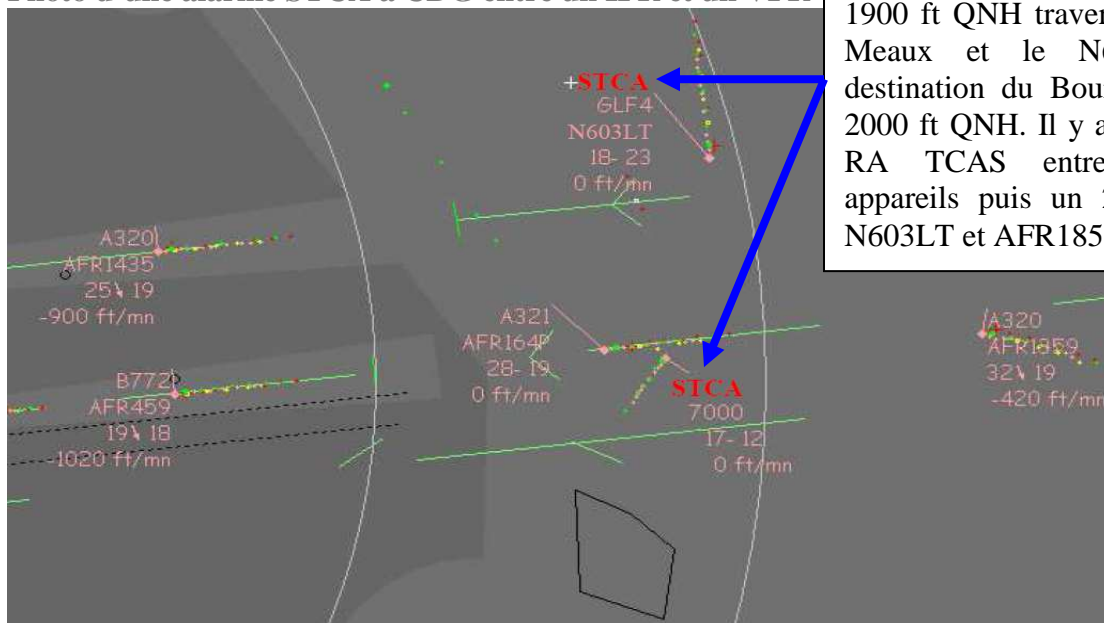 Photo d'une alarme STCA à CDG entre un IFR et un VFR
1900 ft QNH traver
Meaux et le N6
destination du Bour
2000 ft QNH. Il y a
RA TCAS entre
appareils puis un
N603LT et AFR185
+STCA
GLF4
N603LT
18- 23
0 ft/mn
A320
AFR1435
25↘ 19
-900 ft/mn
A321
AFR164P
28- 19
0 ft/mn
A320
AFR1859
32↘ 19
-420 ft/mn
B772
AFR459
19↘ 18
-1020 ft/mn
STCA
7000
17- 12
0 ft/mn